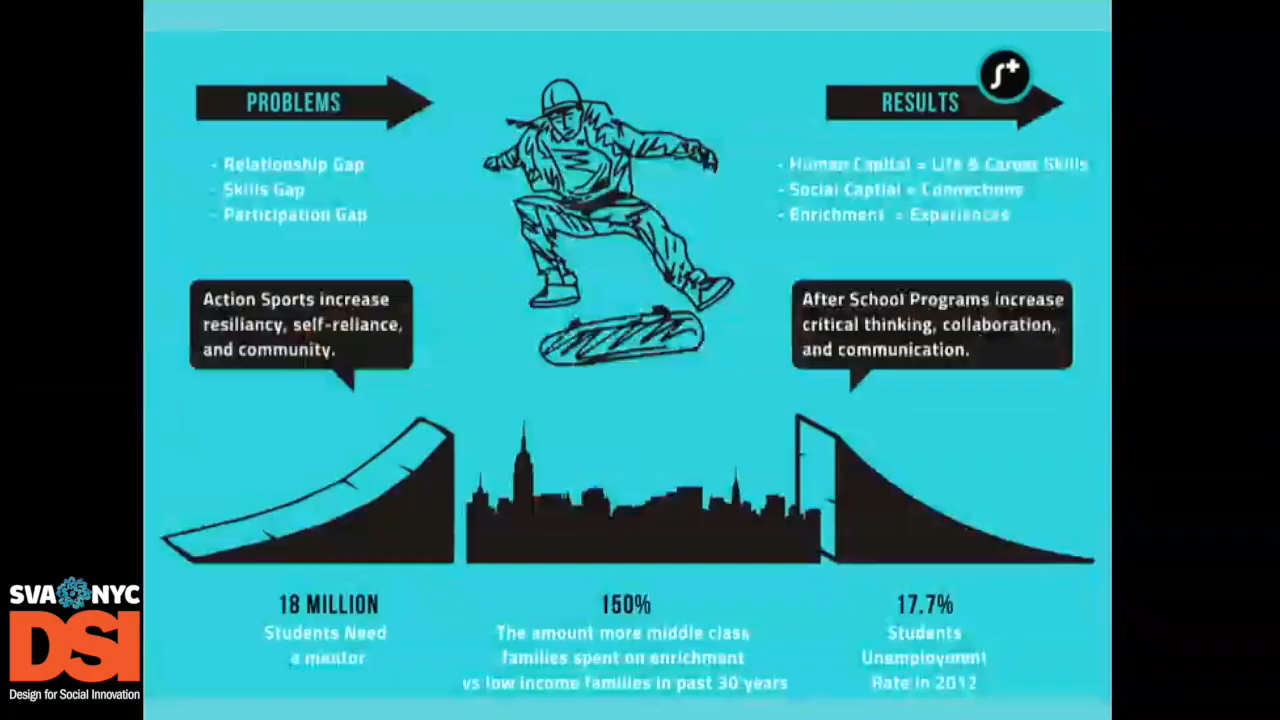 PROBLEMS
- Relationship Gap
- Skills Gap
- Participation Gap
RESULTS
- Human Capital = Life & Career Skills
- Social Captial = Connections
- Enrichment = Experiences
Action Sports increase
resiliancy, self-reliance,
and community.
After School Programs increase
critical thinking, collaboration,
and communication.
18 MILLION
Students Need
a mentor
150%
The amount more middle class
families spent on enrichment
vs low income families in past 30 years
17.7%
Students
Unemployment
Rate in 2012
SVA NYC
DSI
Design for Social Innovation